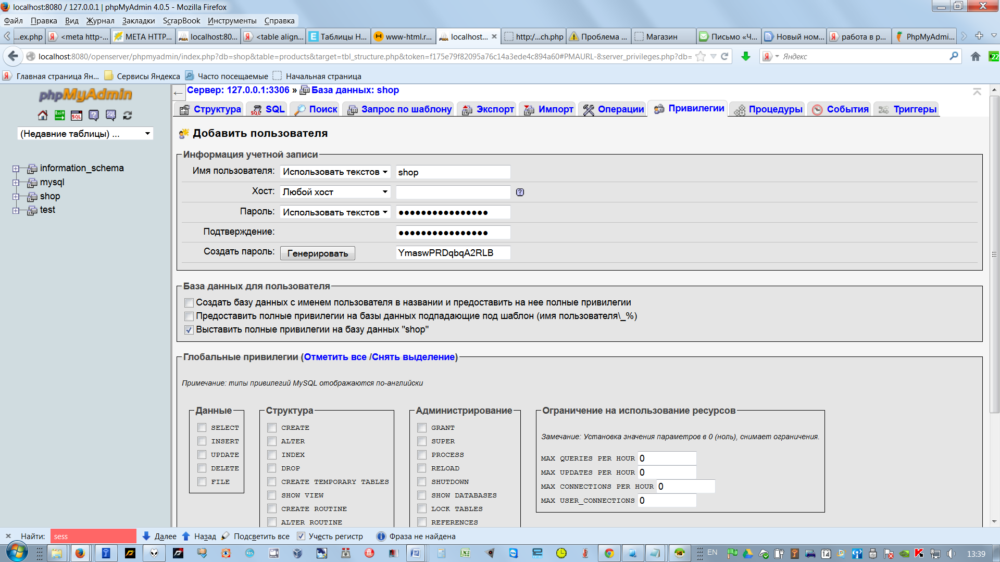 localhost:8080 / 127.0.0.1 | phpMyAdmin 4.0.5 - Mozilla Firefox
Файл Правка Вид Журнал Закладки ScrapBook Инструменты Справка
...ex.php <meta http-... META HTTP... localhost:80... <table align... Таблицы H... www-html.r... localhost... http:/...ch.php Проблема ... Магазин Письмо «Ч... Новый ном... работа в р... PhpMyAdmi...
localhost:8080/openserver/phpmyadmin/index.php?db=shop&table=products&target=tbl_structure.php&token=f175e79f82095a76c14a3ede4c894a60#PMAURL-8:server_privileges.php?db= Яндекс 22
Главная страница Ян... Сервисы Яндекса Часто посещаемые Начальная страница
phpMyAdmin
(Недавние таблицы) ...
information_schema
mysql
shop
test
Сервер: 127.0.0.1:3306 » База данных: shop
Структура SQL Поиск Запрос по шаблону Экспорт Импорт Операции Привилегии Процедуры События Триггеры
Добавить пользователя
Информация учетной записи
Имя пользователя: Использовать текстов shop
Хост: Любой хост
Пароль: Использовать текстов ●●●●●●●●●●●●●●●●
Подтверждение: ●●●●●●●●●●●●●●●●
Создать пароль: Генерировать YmaswPRDqbqA2RLB
База данных для пользователя
Создать базу данных с именем пользователя в названии и предоставить на нее полные привилегии
Предоставить полные привилегии на базы данных подпадающие под шаблон (имя пользователя\_%)
Выставить полные привилегии на базу данных "shop"
Глобальные привилегии (Отметить все /Снять выделение)
Примечание: типы привилегий MySQL отображаются по-английски
Данные
SELECT
INSERT
UPDATE
DELETE
FILE
Структура
CREATE
ALTER
INDEX
DROP
CREATE TEMPORARY TABLES
SHOW VIEW
CREATE ROUTINE
ALTER ROUTINE
Администрирование
GRANT
SUPER
PROCESS
RELOAD
SHUTDOWN
SHOW DATABASES
LOCK TABLES
REFERENCES
Ограничение на использование ресурсов
Замечание: Установка значения параметров в 0 (ноль), снимает ограничения.
MAX QUERIES PER HOUR 0
MAX UPDATES PER HOUR 0
MAX CONNECTIONS PER HOUR 0
MAX USER_CONNECTIONS 0
Найти: sess Далее Назад Подсветить все Учесть регистр Фраза не найдена
EN 13:39